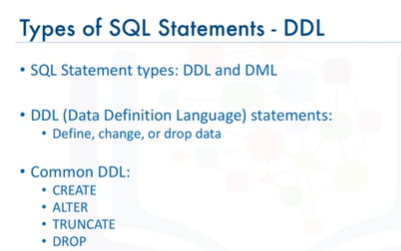 Types of SQL Statements - DDL
• SQL Statement types: DDL and DML
• DDL (Data Definition Language) statements:
• Define, change, or drop data
• Common DDL:
• CREATE
• ALTER
• TRUNCATE
• DROP